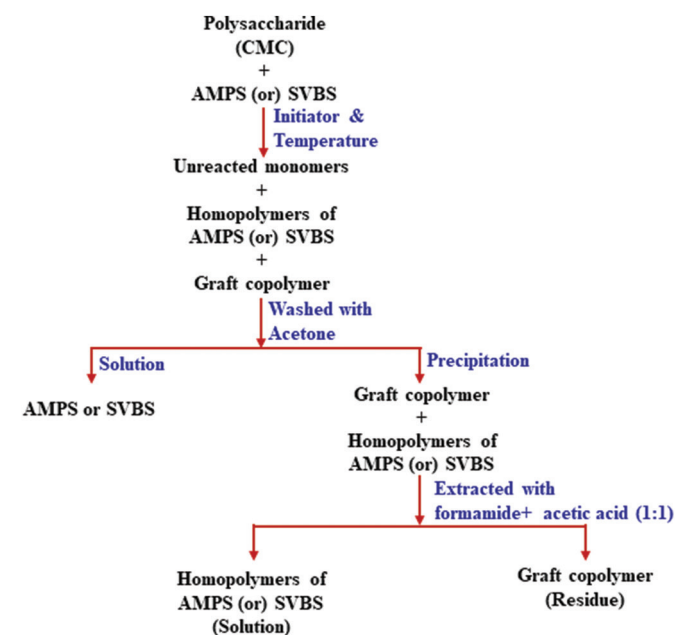 Polysaccharide
(CMC)
+
AMPS (or) SVBS
Initiator &
Temperature
Unreacted monomers
+
Homopolymers of
AMPS (or) SVBS
+
Graft copolymer
Washed with
Acetone
Solution
Precipitation
AMPS or SVBS
Graft copolymer
+
Homopolymers of
AMPS (or) SVBS
Extracted with
formamide+ acetic acid (1:1)
Homopolymers of
AMPS (or) SVBS
(Solution)
Graft copolymer
(Residue)